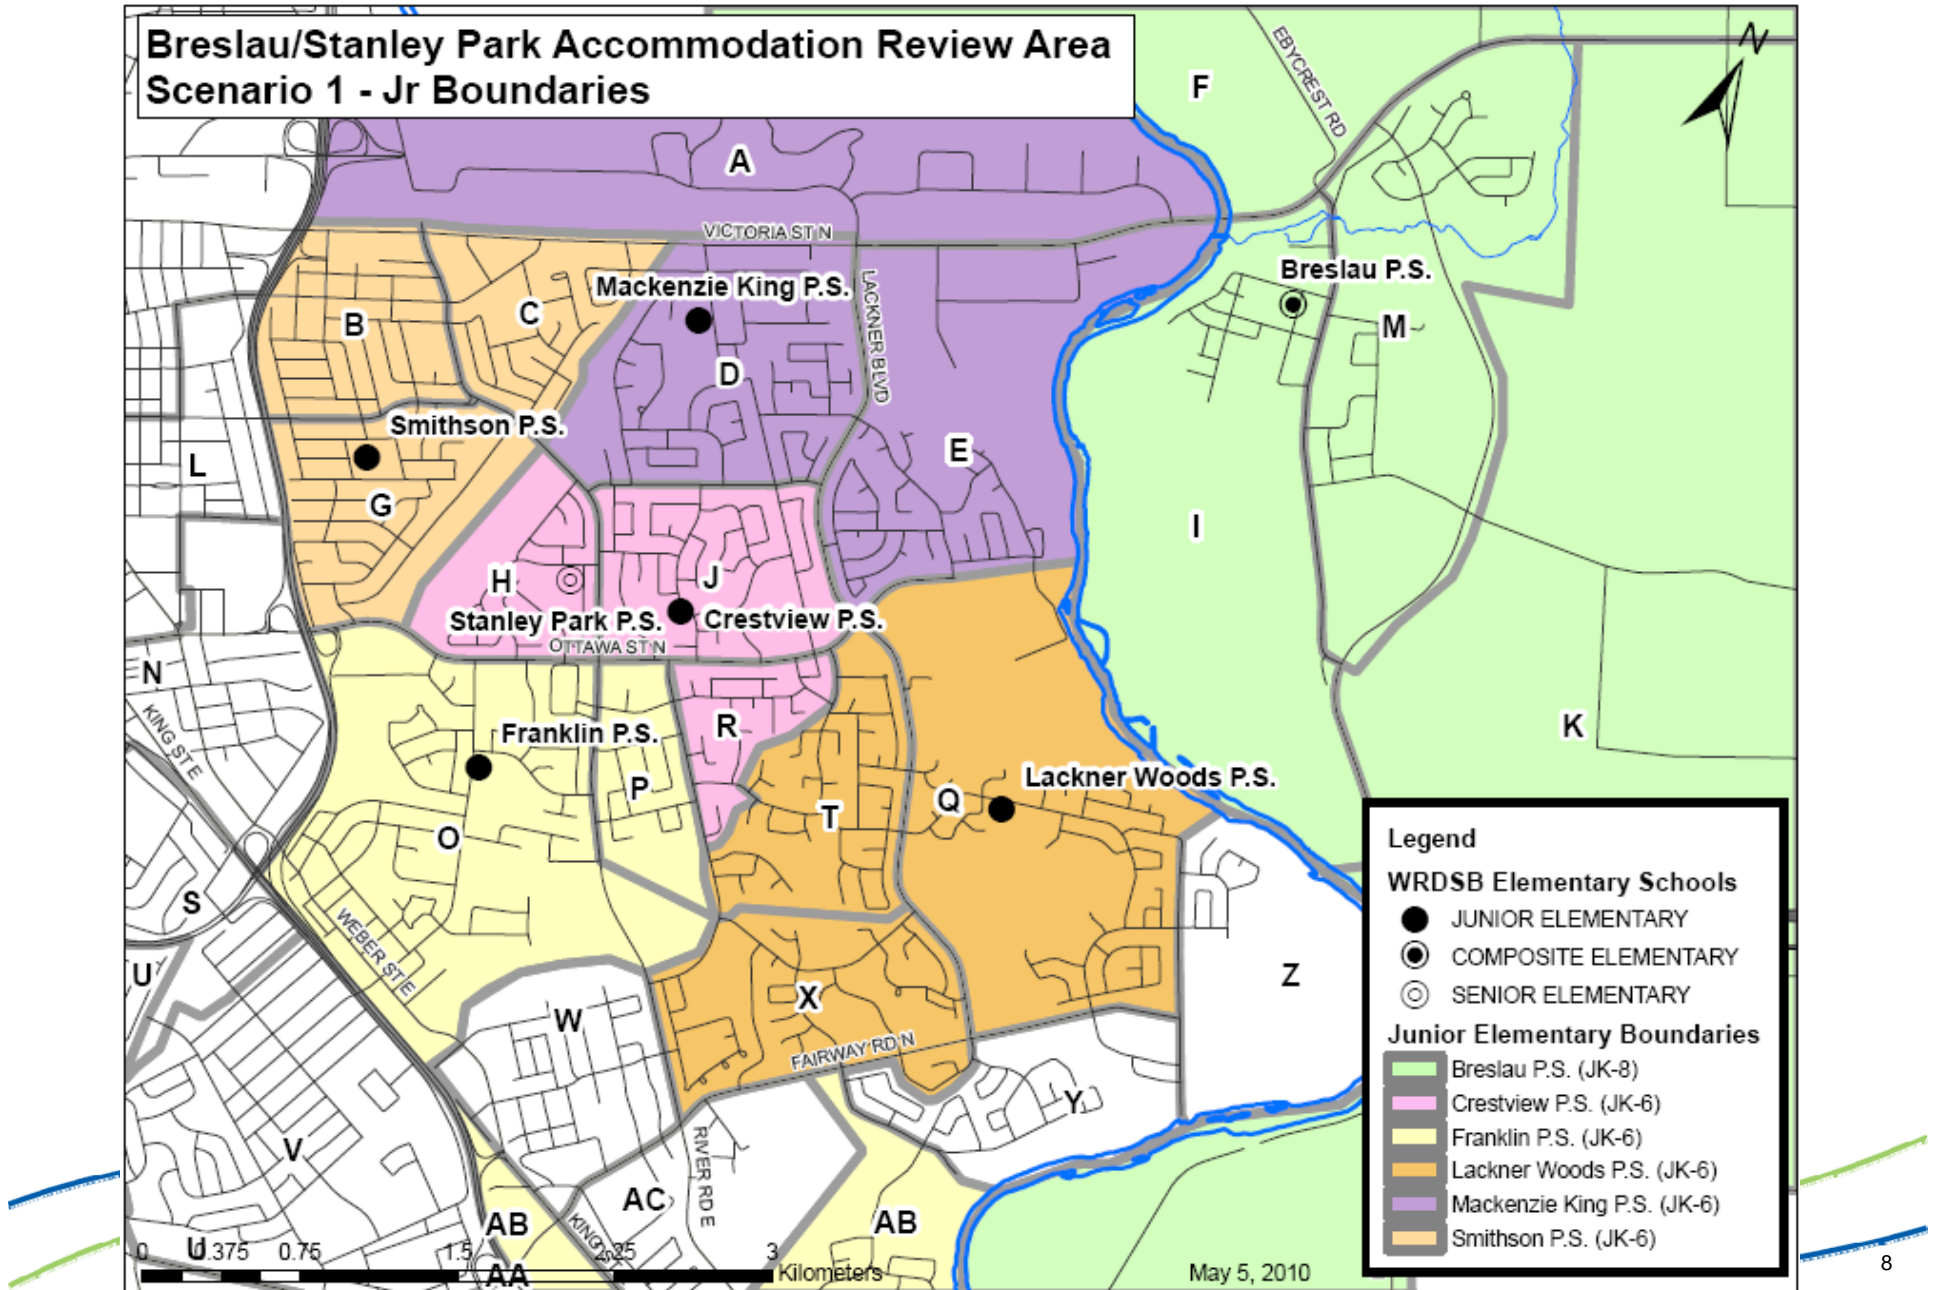 Breslau/Stanley Park Accommodation Review Area
Scenario 1 - Jr Boundaries
F
EBYCREST RD
N
A
VICTORIA ST N
Mackenzie King P.S.
LACKNER BLVD
Breslau P.S.
B
C
M
D
Smithson P.S.
E
L
G
I
H
J
Stanley Park P.S.
Crestview P.S.
OTTAWA ST N
N
KING ST E
R
K
Franklin P.S.
P
Lackner Woods P.S.
Q
T
O
S
WEBER ST E
U
Z
X
W
FAIRWAY RD N
Y
V
RIVER RD E
AC
AB
AB
KING ST
U
AA
0
0.375
0.75
1.5
2.25
3
Kilometers
May 5, 2010
Legend
WRDSB Elementary Schools
JUNIOR ELEMENTARY
COMPOSITE ELEMENTARY
SENIOR ELEMENTARY
Junior Elementary Boundaries
Breslau P.S. (JK-8)
Crestview P.S. (JK-6)
Franklin P.S. (JK-6)
Lackner Woods P.S. (JK-6)
Mackenzie King P.S. (JK-6)
Smithson P.S. (JK-6)
8